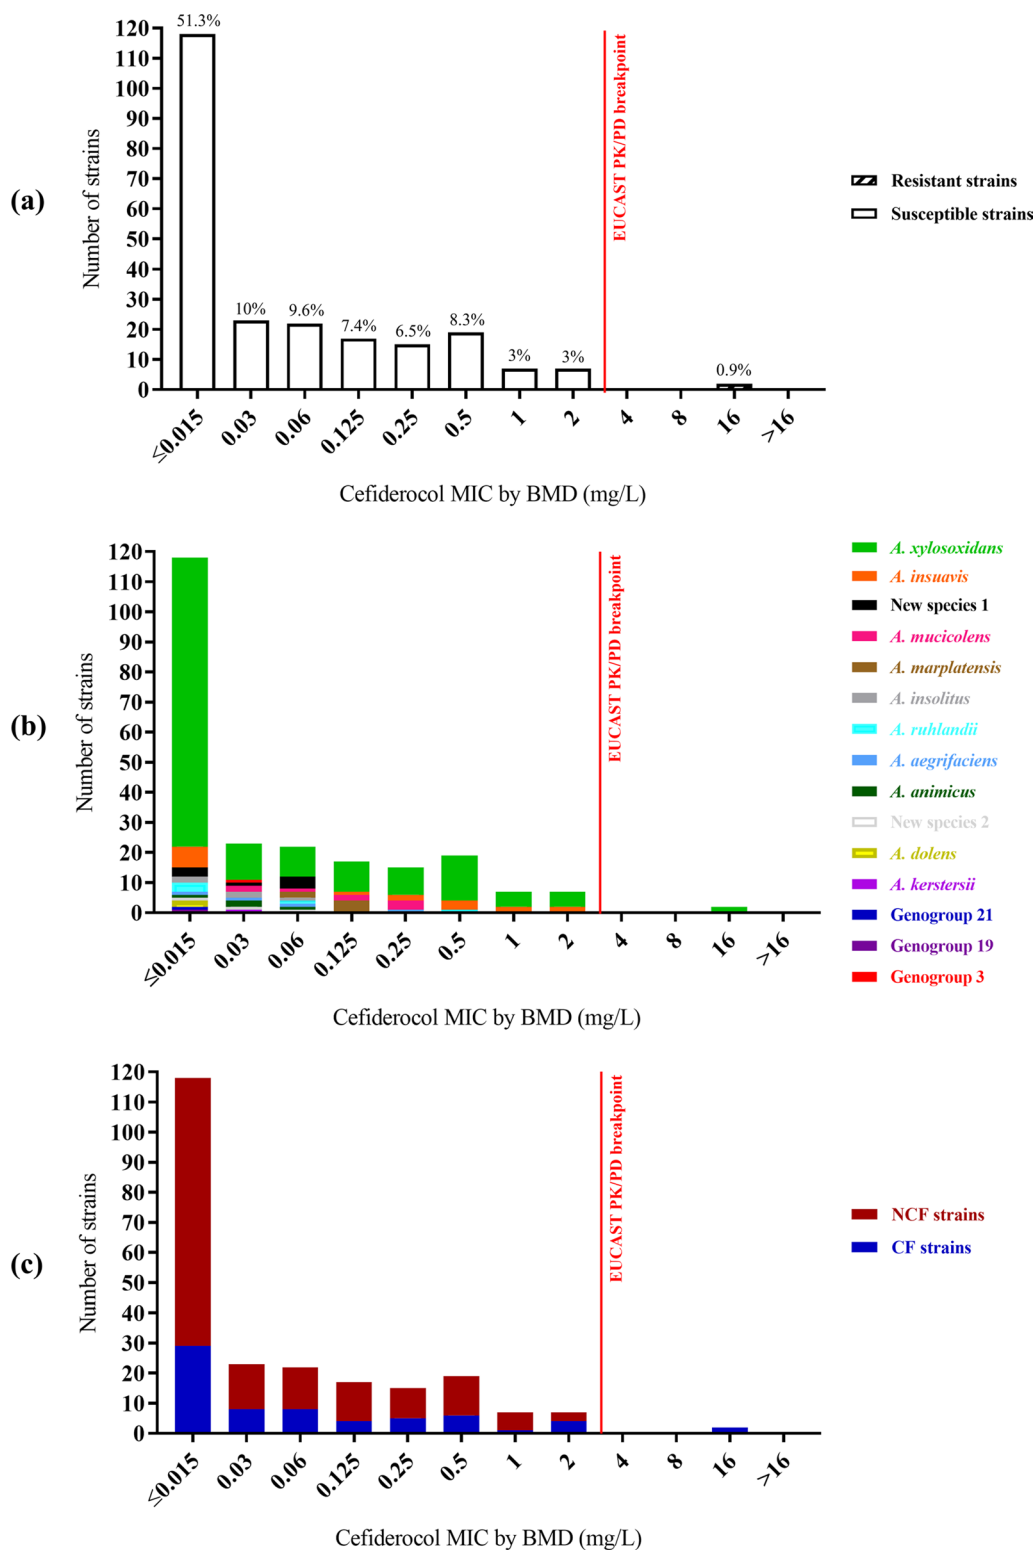 (a)
Number of strains
120
110
100
90
80
70
60
50
40
30
20
10
0
51.3%
10%
9.6%
7.4%
6.5%
8.3%
3%
3%
0.9%
EUCAST PK/PD breakpoint
≤0.015
0.03
0.06
0.125
0.25
0.5
1
2
4
8
16
>16
Cefiderocol MIC by BMD (mg/L)
Resistant strains
Susceptible strains
(b)
Number of strains
120
110
100
90
80
70
60
50
40
30
20
10
0
EUCAST PK/PD breakpoint
≤0.015
0.03
0.06
0.125
0.25
0.5
1
2
4
8
16
>16
Cefiderocol MIC by BMD (mg/L)
A. xylosoxidans
A. insuavis
New species 1
A. mucicolens
A. marplatensis
A. insolitus
A. ruhlandii
A. aegrifaciens
A. animicus
New species 2
A. dolens
A. kerstersii
Genogroup 21
Genogroup 19
Genogroup 3
(c)
Number of strains
120
110
100
90
80
70
60
50
40
30
20
10
0
EUCAST PK/PD breakpoint
≤0.015
0.03
0.06
0.125
0.25
0.5
1
2
4
8
16
>16
Cefiderocol MIC by BMD (mg/L)
NCF strains
CF strains